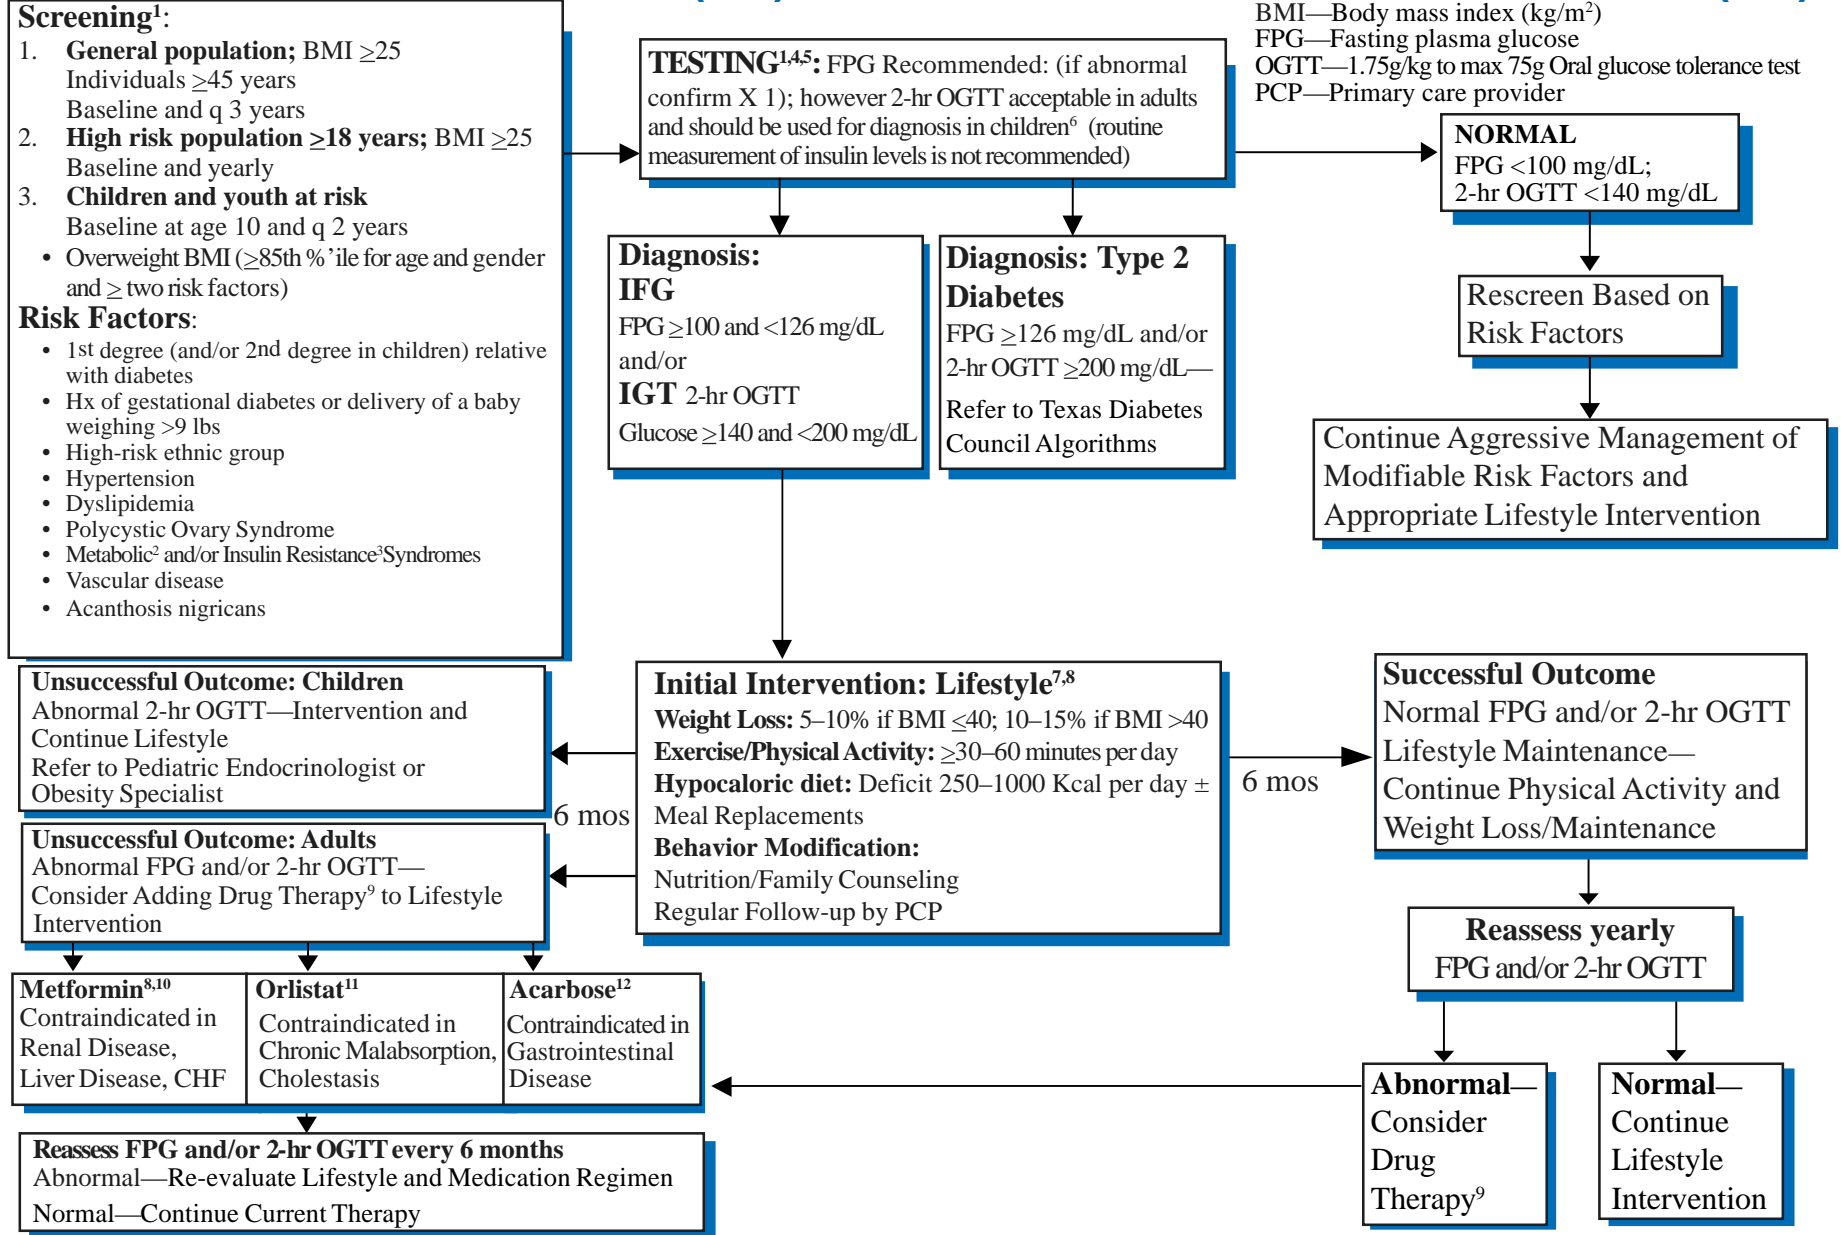 BMI—Body mass index (kg/m²)
FPG—Fasting plasma glucose
OGTT—1.75g/kg to max 75g Oral glucose tolerance test
PCP—Primary care provider
Screening¹:
1. General population; BMI ≥25
Individuals ≥45 years
Baseline and q 3 years
2. High risk population ≥18 years; BMI ≥25
Baseline and yearly
3. Children and youth at risk
Baseline at age 10 and q 2 years
• Overweight BMI (≥85th %'ile for age and gender
and ≥ two risk factors)
Risk Factors:
• 1st degree (and/or 2nd degree in children) relative
with diabetes
• Hx of gestational diabetes or delivery of a baby
weighing >9 lbs
• High-risk ethnic group
• Hypertension
• Dyslipidemia
• Polycystic Ovary Syndrome
• Metabolic² and/or Insulin Resistance³Syndromes
• Vascular disease
• Acanthosis nigricans
TESTING¹,⁴,⁵: FPG Recommended: (if abnormal
confirm X 1); however 2-hr OGTT acceptable in adults
and should be used for diagnosis in children⁶ (routine
measurement of insulin levels is not recommended)
NORMAL
FPG <100 mg/dL;
2-hr OGTT <140 mg/dL
Diagnosis:
IFG
FPG ≥100 and <126 mg/dL
and/or
IGT 2-hr OGTT
Glucose ≥140 and <200 mg/dL
Diagnosis: Type 2
Diabetes
FPG ≥126 mg/dL and/or
2-hr OGTT ≥200 mg/dL—
Refer to Texas Diabetes
Council Algorithms
Rescreen Based on
Risk Factors
Continue Aggressive Management of
Modifiable Risk Factors and
Appropriate Lifestyle Intervention
Initial Intervention: Lifestyle⁷,⁸
Weight Loss: 5–10% if BMI ≤40; 10–15% if BMI >40
Exercise/Physical Activity: ≥30–60 minutes per day
Hypocaloric diet: Deficit 250–1000 Kcal per day ±
Meal Replacements
Behavior Modification:
Nutrition/Family Counseling
Regular Follow-up by PCP
6 mos
6 mos
Unsuccessful Outcome: Children
Abnormal 2-hr OGTT—Intervention and
Continue Lifestyle
Refer to Pediatric Endocrinologist or
Obesity Specialist
Unsuccessful Outcome: Adults
Abnormal FPG and/or 2-hr OGTT—
Consider Adding Drug Therapy⁹ to Lifestyle
Intervention
Successful Outcome
Normal FPG and/or 2-hr OGTT
Lifestyle Maintenance—
Continue Physical Activity and
Weight Loss/Maintenance
Reassess yearly
FPG and/or 2-hr OGTT
Metformin⁸,¹⁰
Contraindicated in
Renal Disease,
Liver Disease, CHF
Orlistat¹¹
Contraindicated in
Chronic Malabsorption,
Cholestasis
Acarbose¹²
Contraindicated in
Gastrointestinal
Disease
Abnormal—
Consider
Drug
Therapy⁹
Normal—
Continue
Lifestyle
Intervention
Reassess FPG and/or 2-hr OGTT every 6 months
Abnormal—Re-evaluate Lifestyle and Medication Regimen
Normal—Continue Current Therapy